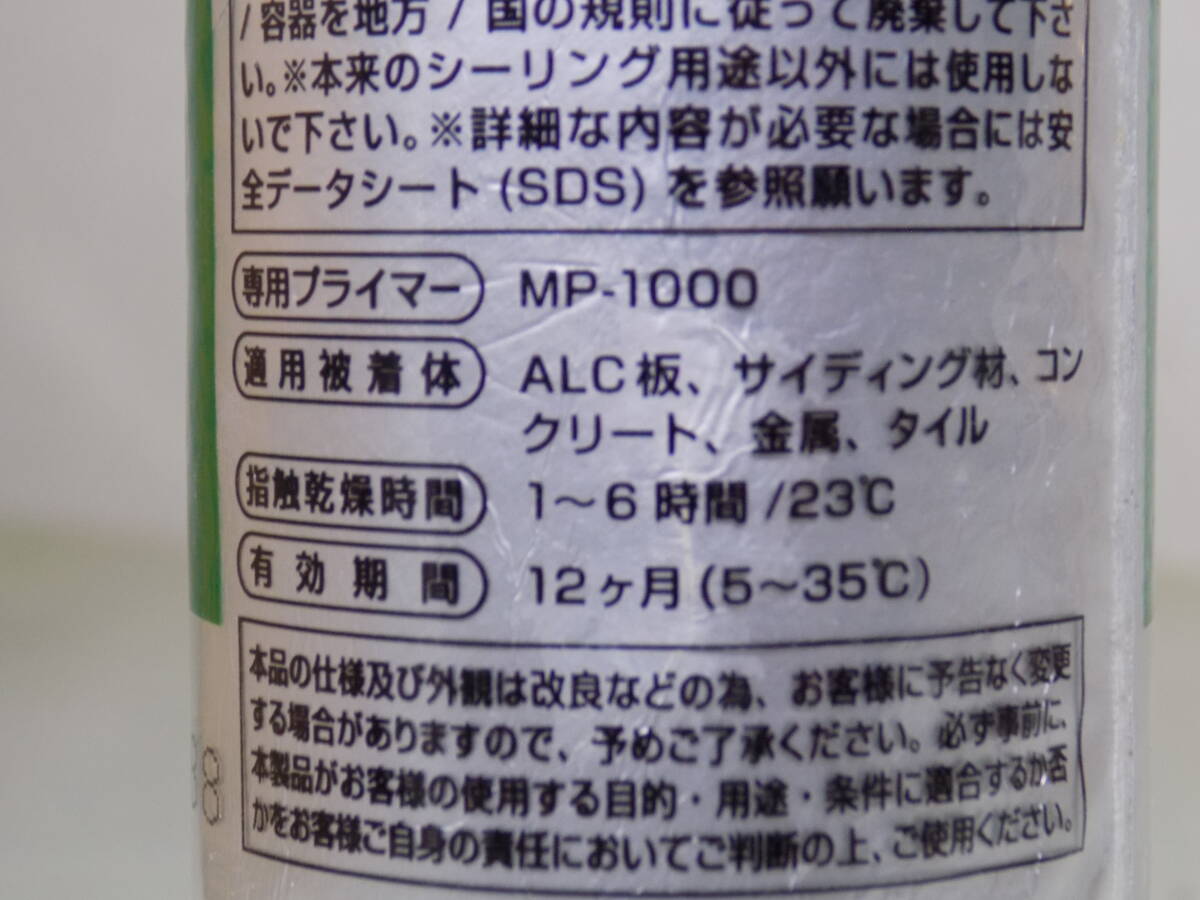 /容器を地方/国の規則に従って廃棄して下さ
い。※本来のシーリング用途以外には使用しな
いで下さい。※詳細な内容が必要な場合には安
全データシート(SDS)を参照願います。
専用プライマー MP-1000
適用被着体 ALC板、サイディング材、コン
クリート、金属、タイル
指触乾燥時間 1～6時間/23℃
有効期間 12ヶ月(5～35℃)
本品の仕様及び外観は改良などの為、お客様に予告なく変更
する場合がありますので、予めご了承ください。必ず事前に、
本製品がお客様の使用する目的・用途・条件に適合するか否
かをお客様ご自身の責任においてご判断の上、ご使用ください。